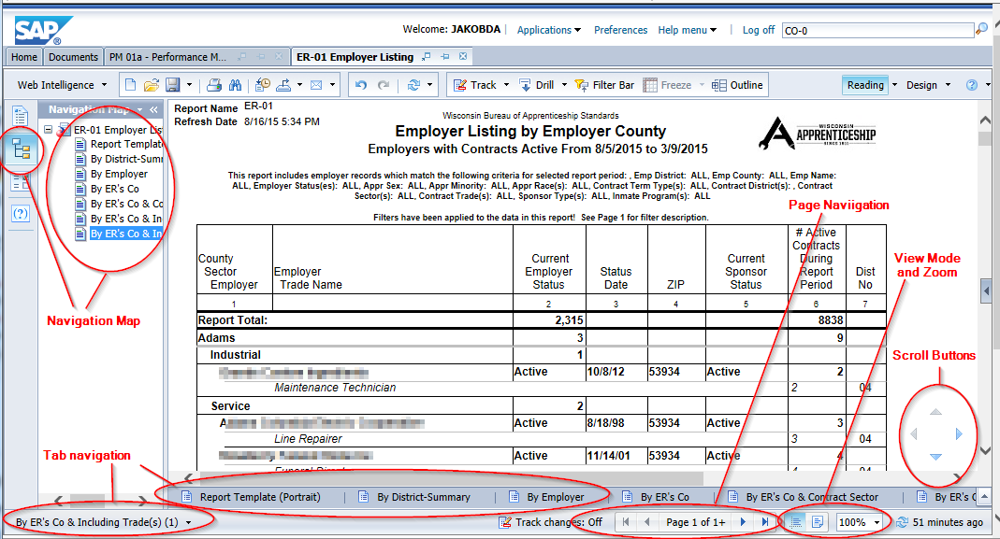 SAP®
Welcome: JAKOBDA | Applications Preferences Help menu | Log off CO-0
Home Documents PM 01a - Performance M... ER-01 Employer Listing
Web Intelligence Track Drill Filter Bar Freeze Outline Reading Design
Navigation Map «
ER-01 Employer Lis
Report Template
By District-Summ
By Employer
By ER's Co
By ER's Co & Co
By ER's Co & In
By ER's Co & In
Navigation Map
Report Name ER-01
Refresh Date 8/16/15 5:34 PM
Wisconsin Bureau of Apprenticeship Standards
Employer Listing by Employer County
Employers with Contracts Active From 8/5/2015 to 3/9/2015
WISCONSIN
APPRENTICESHIP
SINCE 1911
This report includes employer records which match the following criteria for selected report period: , Emp District: ALL, Emp County: ALL, Emp Name:
ALL, Employer Status(es): ALL, Appr Sex: ALL, Appr Minority: ALL, Appr Race(s): ALL, Contract Term Type(s): ALL, Contract District(s): , Contract
Sector(s): ALL, Contract Trade(s): ALL, Sponsor Type(s): ALL, Inmate Program(s): ALL
Filters have been applied to the data in this report! See Page 1 for filter description.
Page Naviigation
View Mode
and Zoom
Scroll Buttons
County
Sector
Employer
Employer
Trade Name
Current
Employer
Status
Status
Date
ZIP
Current
Sponsor
Status
# Active
Contracts
During
Report
Period
Dist
No
1 2 3 4 5 6 7
Report Total: 2,315 8838
Adams 3 9
Industrial 1
Active 10/8/12 53934 Active 2
Maintenance Technician 2 04
Service 2
Active 8/18/98 53934 Active 3
Line Repairer 3 04
Active 11/14/01 53934 Active 4
Funeral Direct 4 04
Tab navigation
Report Template (Portrait) By District-Summary By Employer By ER's Co By ER's Co & Contract Sector By ER's C
By ER's Co & Including Trade(s) (1) Track changes: Off Page 1 of 1+ 100% 51 minutes ago